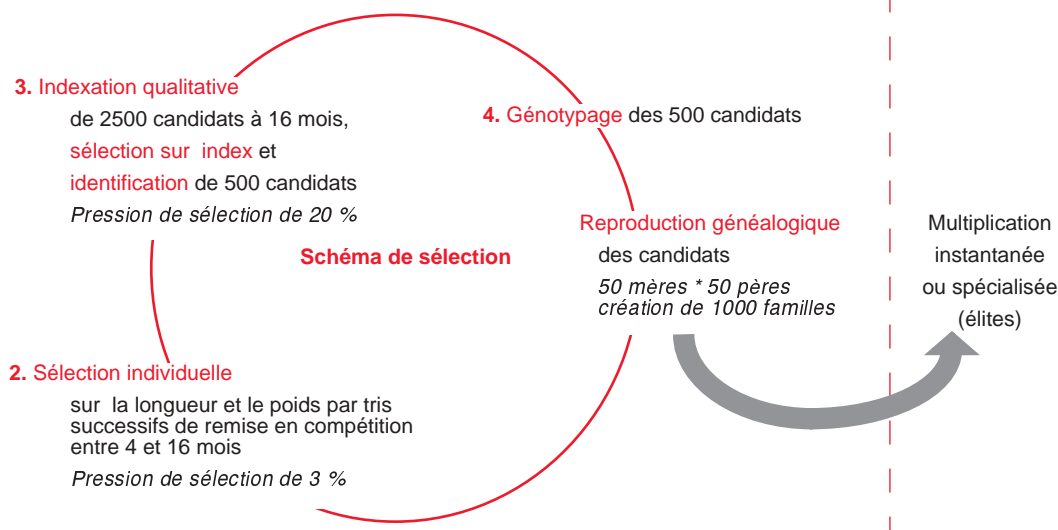 3. Indexation qualitative
de 2500 candidats à 16 mois,
sélection sur index et
identification de 500 candidats
Pression de sélection de 20 %
4. Génotypage des 500 candidats
Schéma de sélection
Reproduction généalogique
des candidats
50 mères * 50 pères
création de 1000 familles
Multiplication
instantanée
ou spécialisée
(élites)
2. Sélection individuelle
sur la longueur et le poids par tris
successifs de remise en compétition
entre 4 et 16 mois
Pression de sélection de 3 %